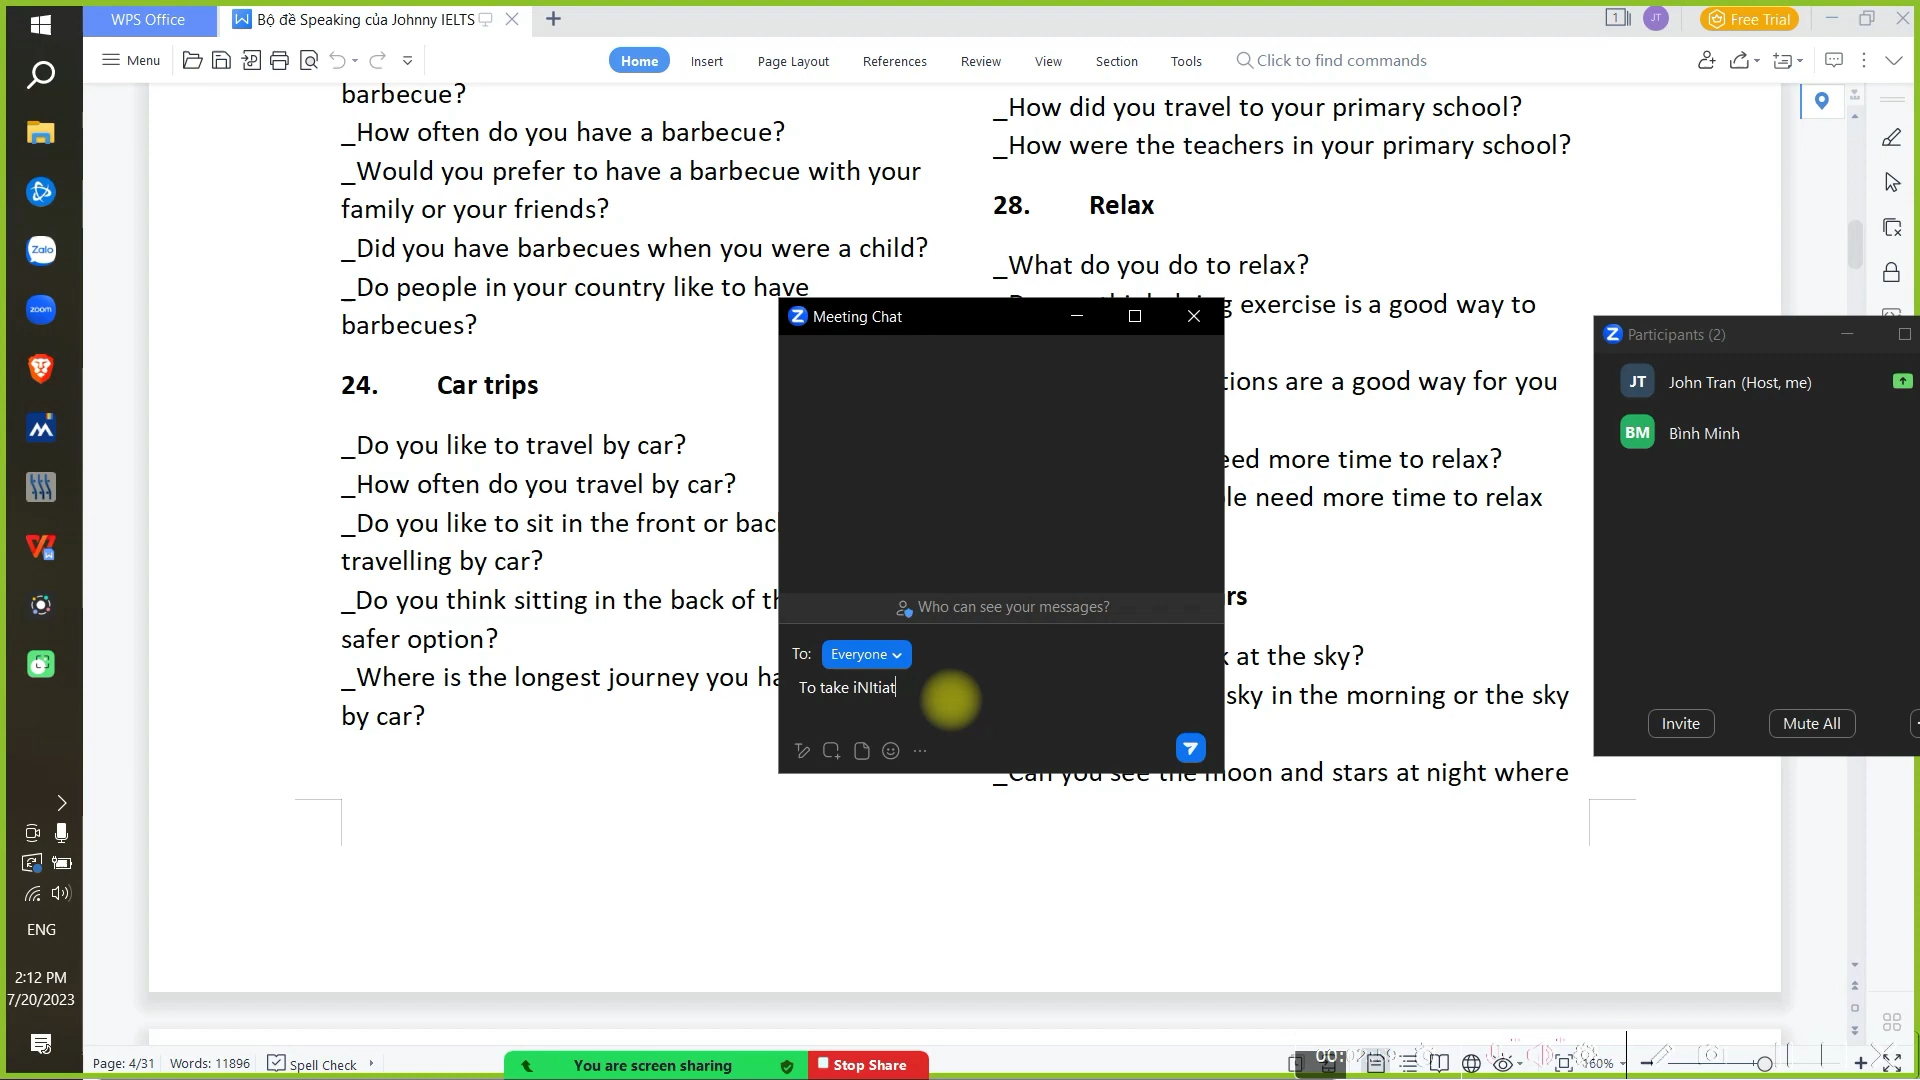 WPS Office
Bộ đề Speaking của Johnny IELTS
JT
Free Trial
Menu
Home
Insert
Page Layout
References
Review
View
Section
Tools
Click to find commands
barbecue?
_How often do you have a barbecue?
_Would you prefer to have a barbecue with your
family or your friends?
_Did you have barbecues when you were a child?
_Do people in your country like to have
barbecues?
24. Car trips
_Do you like to travel by car?
_How often do you travel by car?
_Do you like to sit in the front or
travelling by car?
_Do you think sitting in the back of
safer option?
_Where is the longest journey you
by car?
_How did you travel to your primary school?
_How were the teachers in your primary school?
28. Relax
_What do you do to relax?
exercise is a good way to
are a good way for you
more time to relax?
need more time to relax
at the sky?
sky in the morning or the sky
_Can you see the moon and stars at night where
Meeting Chat
Who can see your messages?
To: Everyone
To take iNItiat
Participants (2)
JT John Tran (Host, me)
BM Bình Minh
Invite
Mute All
Zalo
zoom
ENG
2:12 PM
7/20/2023
Page: 4/31
Words: 11896
Spell Check
You are screen sharing
Stop Share
160%